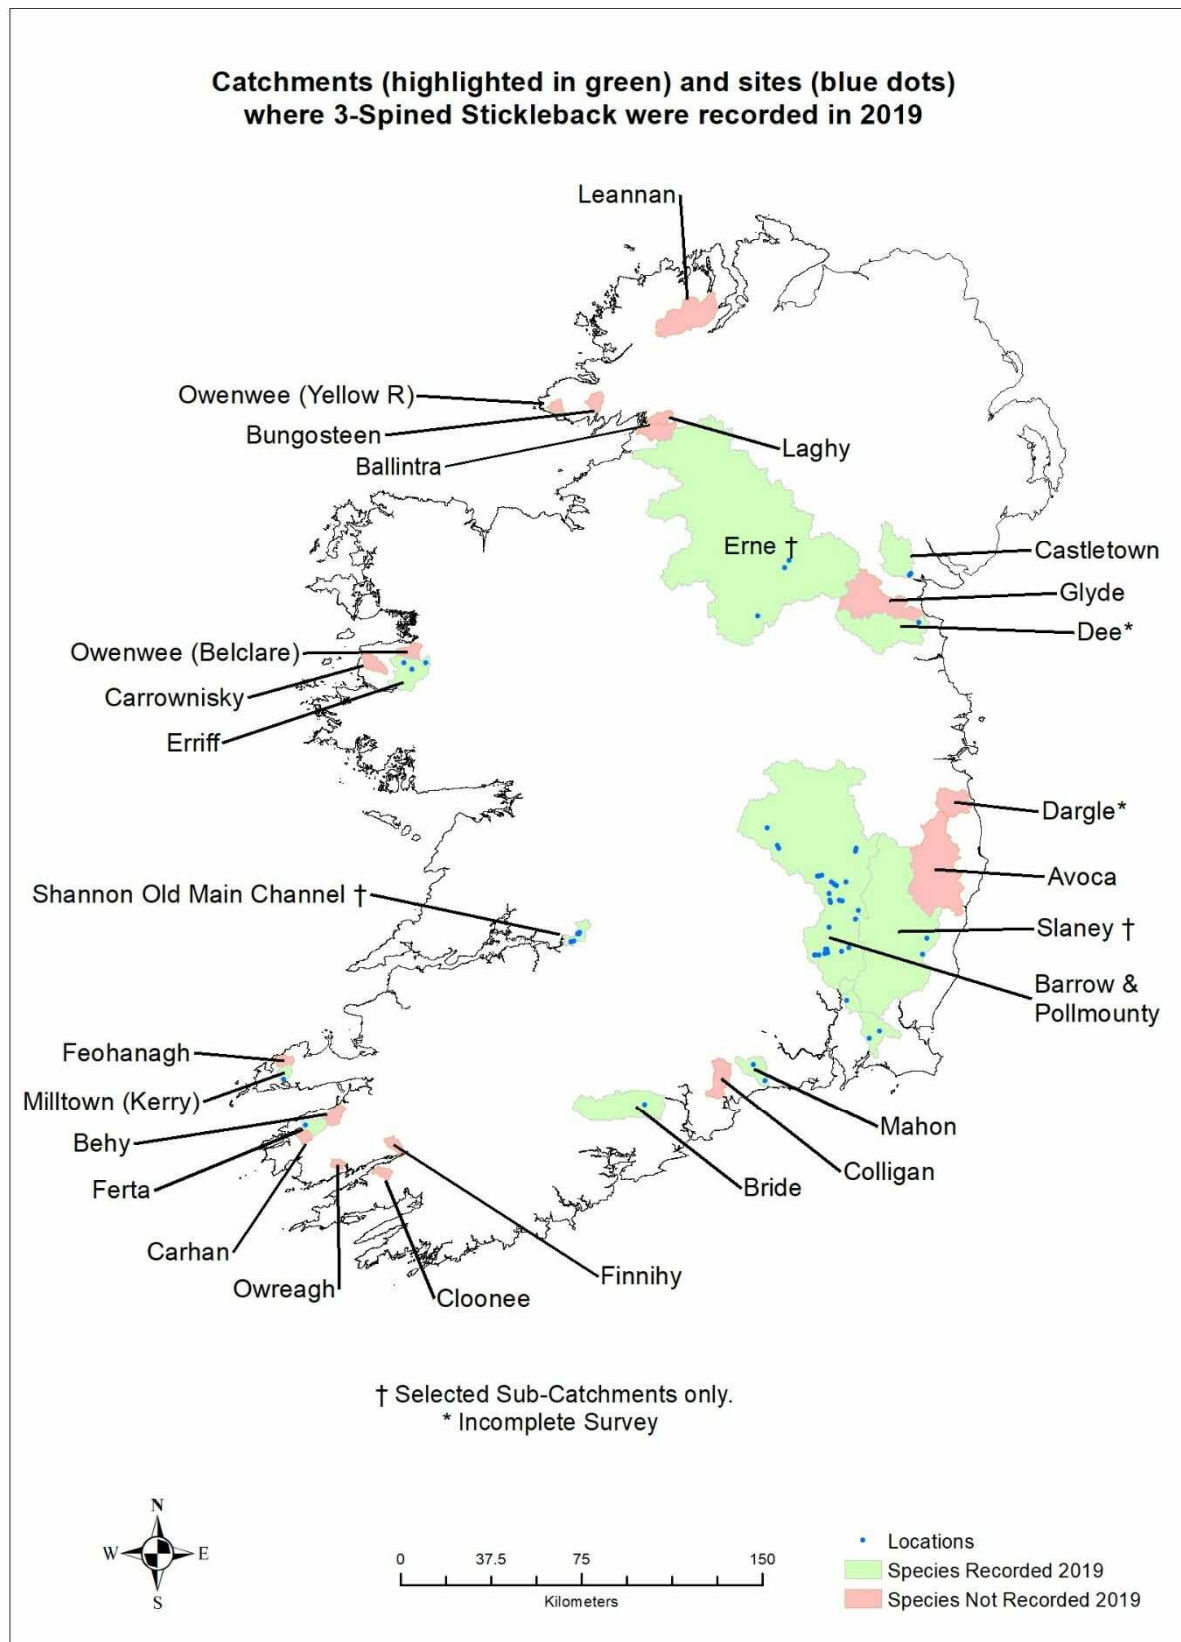 Catchments (highlighted in green) and sites (blue dots)
where 3-Spined Stickleback were recorded in 2019
Leannan
Owenwee (Yellow R)
Bungosteen
Ballintra
Laghy
Erne †
Castletown
Glyde
Dee*
Owenwee (Belclare)
Carrownisky
Erriff
Dargle*
Avoca
Shannon Old Main Channel †
Slaney †
Barrow &
Pollmounty
Feohanagh
Milltown (Kerry)
Behy
Ferta
Carhan
Owreagh
Cloonee
Finnihy
Bride
Colligan
Mahon
† Selected Sub-Catchments only.
* Incomplete Survey
N
W E
S
0 37.5 75 150
Kilometers
Locations
Species Recorded 2019
Species Not Recorded 2019